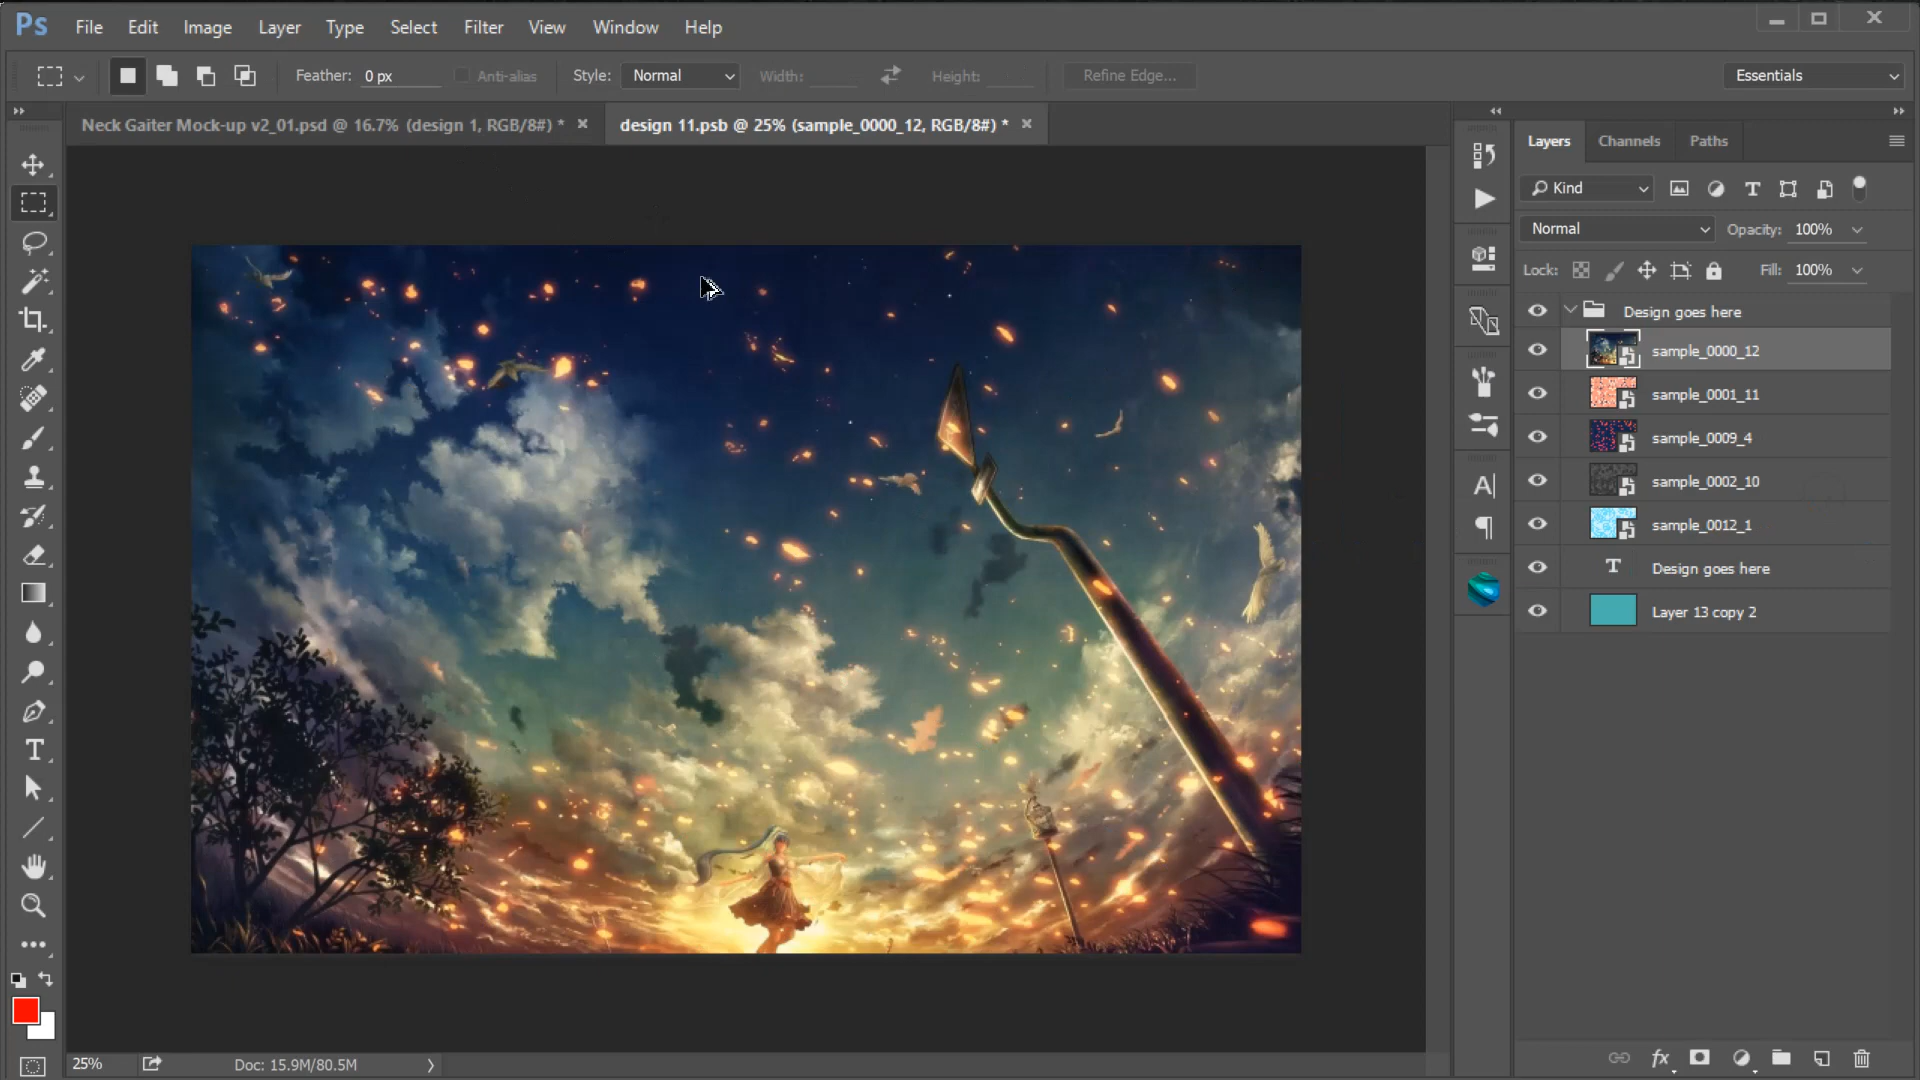 Ps File Edit Image Layer Type Select Filter View Window Help
Feather: 0 px Anti-alias Style: Normal Width: Height: Refine Edge... Essentials
Neck Gaiter Mock-up v2_01.psd @ 16.7% (design 1, RGB/8#) * design 11.psb @ 25% (sample_0000_12, RGB/8#) *
Layers Channels Paths
Kind
Normal Opacity: 100%
Lock: Fill: 100%
Design goes here
sample_0000_12
sample_0001_11
sample_0009_4
sample_0002_10
sample_0012_1
Design goes here
Layer 13 copy 2
25% Doc: 15.9M/80.5M